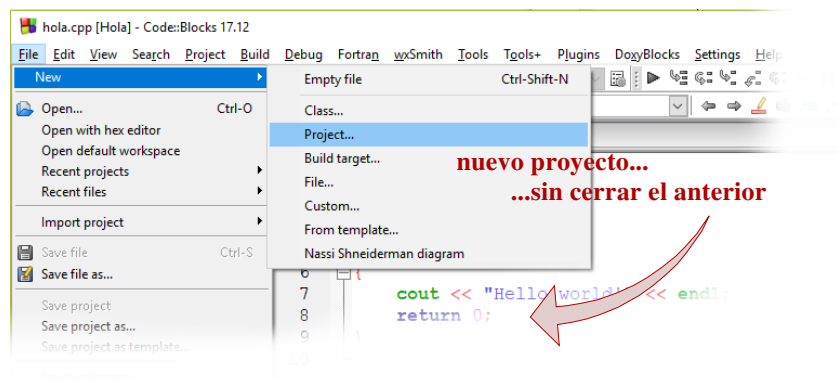 hola.cpp [Hola] - Code::Blocks 17.12
File Edit View Search Project Build Debug Fortran wxSmith Tools Tools+ Plugins DoxyBlocks Settings Help
New
Empty file Ctrl-Shift-N
Open... Ctrl-O
Class...
Open with hex editor
Project...
Open default workspace
Build target...
nuevo proyecto...
Recent projects
File...
...sin cerrar el anterior
Recent files
Custom...
Import project
From template...
Save file Ctrl-S
Nassi Shneiderman diagram
Save file as...
6 {
7 cout << "Hello world!" << endl;
Save project
8 return 0;
Save project as...
9 }
Save project as template...